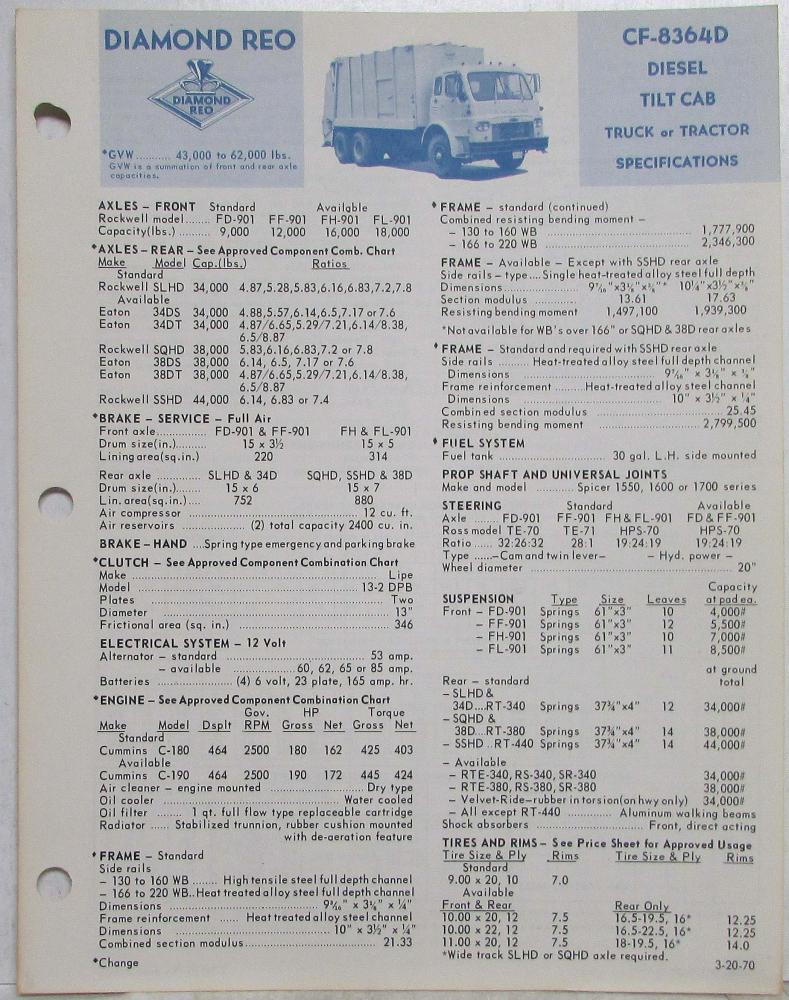 DIAMOND REO
DIAMOND
REO
*GVW........... 43,000 to 62,000 lbs.
GVW is a summation of front and rear axle
capacities.
CF-8364D
DIESEL
TILT CAB
TRUCK or TRACTOR
SPECIFICATIONS
AXLES – FRONT Standard Available
Rockwell model....... FD-901 FF-901 FH-901 FL-901
Capacity(lbs.) ......... 9,000 12,000 16,000 18,000
*AXLES-REAR – See Approved Component Comb. Chart
Make Model Cap.(lbs.) Ratios
Standard
Rockwell SLHD 34,000 4.87,5.28,5.83,6.16,6.83,7.2,7.8
Available
Eaton 34DS 34,000 4.88,5.57,6.14,6.5,7.17 or 7.6
Eaton 34DT 34,000 4.87/6.65,5.29/7.21,6.14/8.38,
6.5/8.87
Rockwell SQHD 38,000 5.83,6.16,6.83,7.2 or 7.8
Eaton 38DS 38,000 6.14, 6.5, 7.17 or 7.6
Eaton 38DT 38,000 4.87/6.65,5.29/7.21,6.14/8.38,
6.5/8.87
Rockwell SSHD 44,000 6.14, 6.83 or 7.4
*BRAKE – SERVICE – Full Air
Front axle............... FD-901 & FF-901 FH & FL-901
Drum size(in.)......... 15 x 3½ 15 x 5
Lining area(sq.in) 220 314
Rear axle ............ SLHD & 34D SQHD, SSHD & 38D
Drum size(in.)....... 15 x 6 15 x 7
Lin. area(sq.in.).... 752 880
Air compressor ............ 12 cu. ft.
Air reservoirs ............ (2) total capacity 2400 cu. in.
BRAKE – HAND ....Spring type emergency and parking brake
*CLUTCH – See Approved Component Combination Chart
Make ............ Lipe
Model ............ 13-2 DPB
Plates ............ Two
Diameter ............ 13"
Frictional area (sq. in.) ............ 346
ELECTRICAL SYSTEM – 12 Volt
Alternator – standard ............ 53 amp.
– available ............ 60, 62, 65 or 85 amp.
Batteries ............ (4) 6 volt, 23 plate, 165 amp. hr.
*ENGINE – See Approved Component Combination Chart
Gov. HP Torque
Make Model Dsplt RPM Gross Net Gross Net
Standard
Cummins C-180 464 2500 180 162 425 403
Available
Cummins C-190 464 2500 190 172 445 424
Air cleaner – engine mounted ............ Dry type
Oil cooler ............ Water cooled
Oil filter ........ 1 qt. full flow type replaceable cartridge
Radiator ..... Stabilized trunnion, rubber cushion mounted
with de-aeration feature
*FRAME – Standard
Side rails
– 130 to 160 WB ........ High tensile steel full depth channel
– 166 to 220 WB..Heat treated alloy steel full depth channel
Dimensions ............ x ¼"
Frame reinforcement ...... Heat treated alloy steel channel
Dimensions ............ 10" x 3½" x ¼"
Combined section modulus............ 21.33
*Change
*FRAME – standard (continued)
Combined resisting bending moment –
– 130 to 160 WB ............ 1,777,900
– 166 to 220 WB ............ 2,346,300
FRAME – Available – Except with SSHD rear axle
Side rails – type....Single heat-treated alloy steel full depth
Dimensions............
Section modulus ............ 13.61 17.63
Resisting bending moment 1,497,100 1,939,300
*Not available for WB's over 166" or SQHD & 38D rear axles
*FRAME – Standard and required with SSHD rear axle
Side rails ........ Heat-treated alloy steel full depth channel
Dimensions ............
Frame reinforcement ...........Heat-treated alloy steel channel
Dimensions ............ 10" x 3½" x ¼"
Combined section modulus ............ 25.45
Resisting bending moment ............ 2,799,500
*FUEL SYSTEM
Fuel tank ............ 30 gal. L.H. side mounted
PROP SHAFT AND UNIVERSAL JOINTS
Make and model ............ Spicer 1550, 1600 or 1700 series
STEERING Standard Available
Axle ........ FD-901 FF-901 FH & FL-901 FD & FF-901
Ross model TE-70 TE-71 HPS-70 HPS-70
Ratio ...... 32:26:32 28:1 19:24:19 19:24:19
Type ......–Cam and twin lever– – Hyd. power –
Wheel diameter ............ 20"
Capacity
SUSPENSION Type Size Leaves at pad ea.
Front – FD-901 Springs 61"x3" 10 4,000#
– FF-901 Springs 61"x3" 12 5,500#
– FH-901 Springs 61"x3" 10 7,000#
– FL-901 Springs 61"x3" 11 8,500#
at ground
Rear – standard total
– SLHD &
34D....RT-340 Springs 37¾"x4" 12 34,000#
– SQHD &
38D....RT-380 Springs 37¾"x4" 14 38,000#
– SSHD ..RT-440 Springs 37¾"x4" 14 44,000#
– Available
– RTE-340, RS-340, SR-340 34,000#
– RTE-380, RS-380, SR-380 38,000#
– Velvet-Ride–rubber in torsion(on hwy only) 34,000#
– All except RT-440 ............ Aluminum walking beams
Shock absorbers ............ Front, direct acting
TIRES AND RIMS – See Price Sheet for Approved Usage
Tire Size & Ply Rims Tire Size & Ply Rims
Standard
9.00 x 20, 10 7.0
Available
Front & Rear Rear Only
10.00 x 20, 12 7.5 16.5-19.5, 16* 12.25
10.00 x 22, 12 7.5 16.5-22.5, 16* 12.25
11.00 x 20, 12 7.5 18-19.5, 16* 14.0
*Wide track SLHD or SQHD axle required.
3-20-70